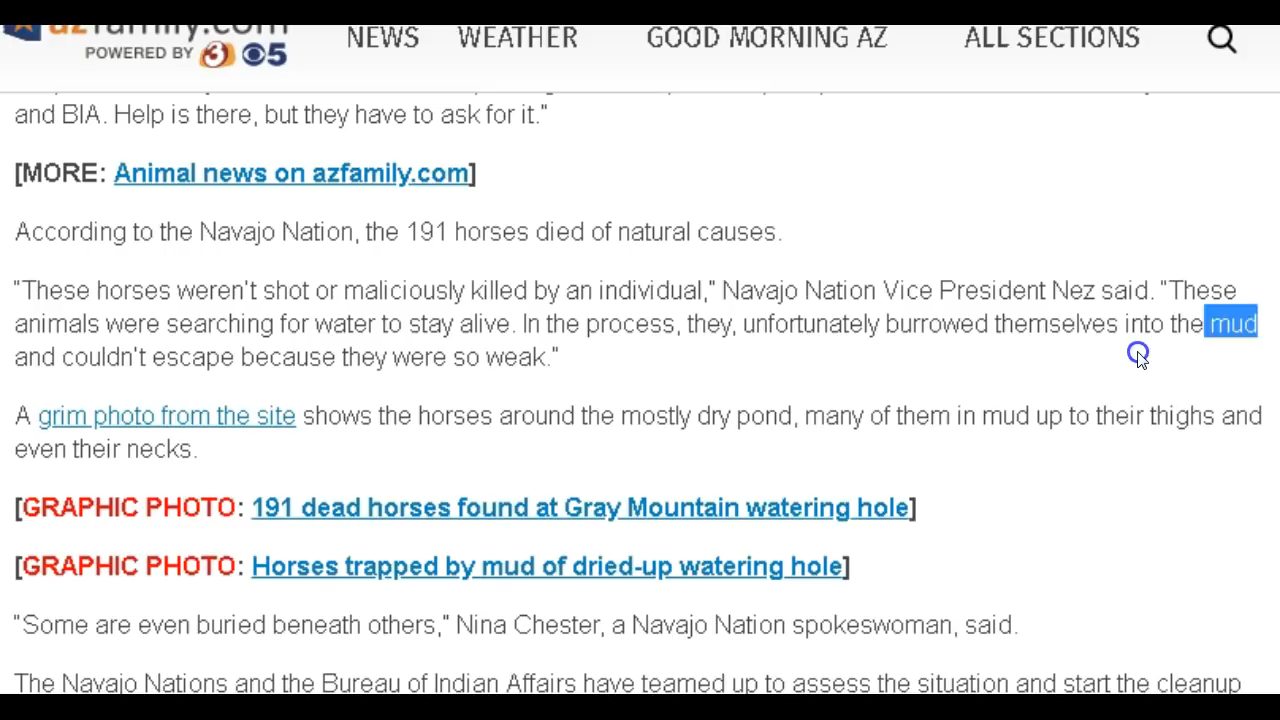 azfamily.com
POWERED BY 3 5
NEWS WEATHER GOOD MORNING AZ ALL SECTIONS
and BIA. Help is there, but they have to ask for it."
[MORE: Animal news on azfamily.com]
According to the Navajo Nation, the 191 horses died of natural causes.
"These horses weren't shot or maliciously killed by an individual," Navajo Nation Vice President Nez said. "These
animals were searching for water to stay alive. In the process, they, unfortunately burrowed themselves into the mud
and couldn't escape because they were so weak."
A grim photo from the site shows the horses around the mostly dry pond, many of them in mud up to their thighs and
even their necks.
[GRAPHIC PHOTO: 191 dead horses found at Gray Mountain watering hole]
[GRAPHIC PHOTO: Horses trapped by mud of dried-up watering hole]
"Some are even buried beneath others," Nina Chester, a Navajo Nation spokeswoman, said.
The Navajo Nations and the Bureau of Indian Affairs have teamed up to assess the situation and start the cleanup